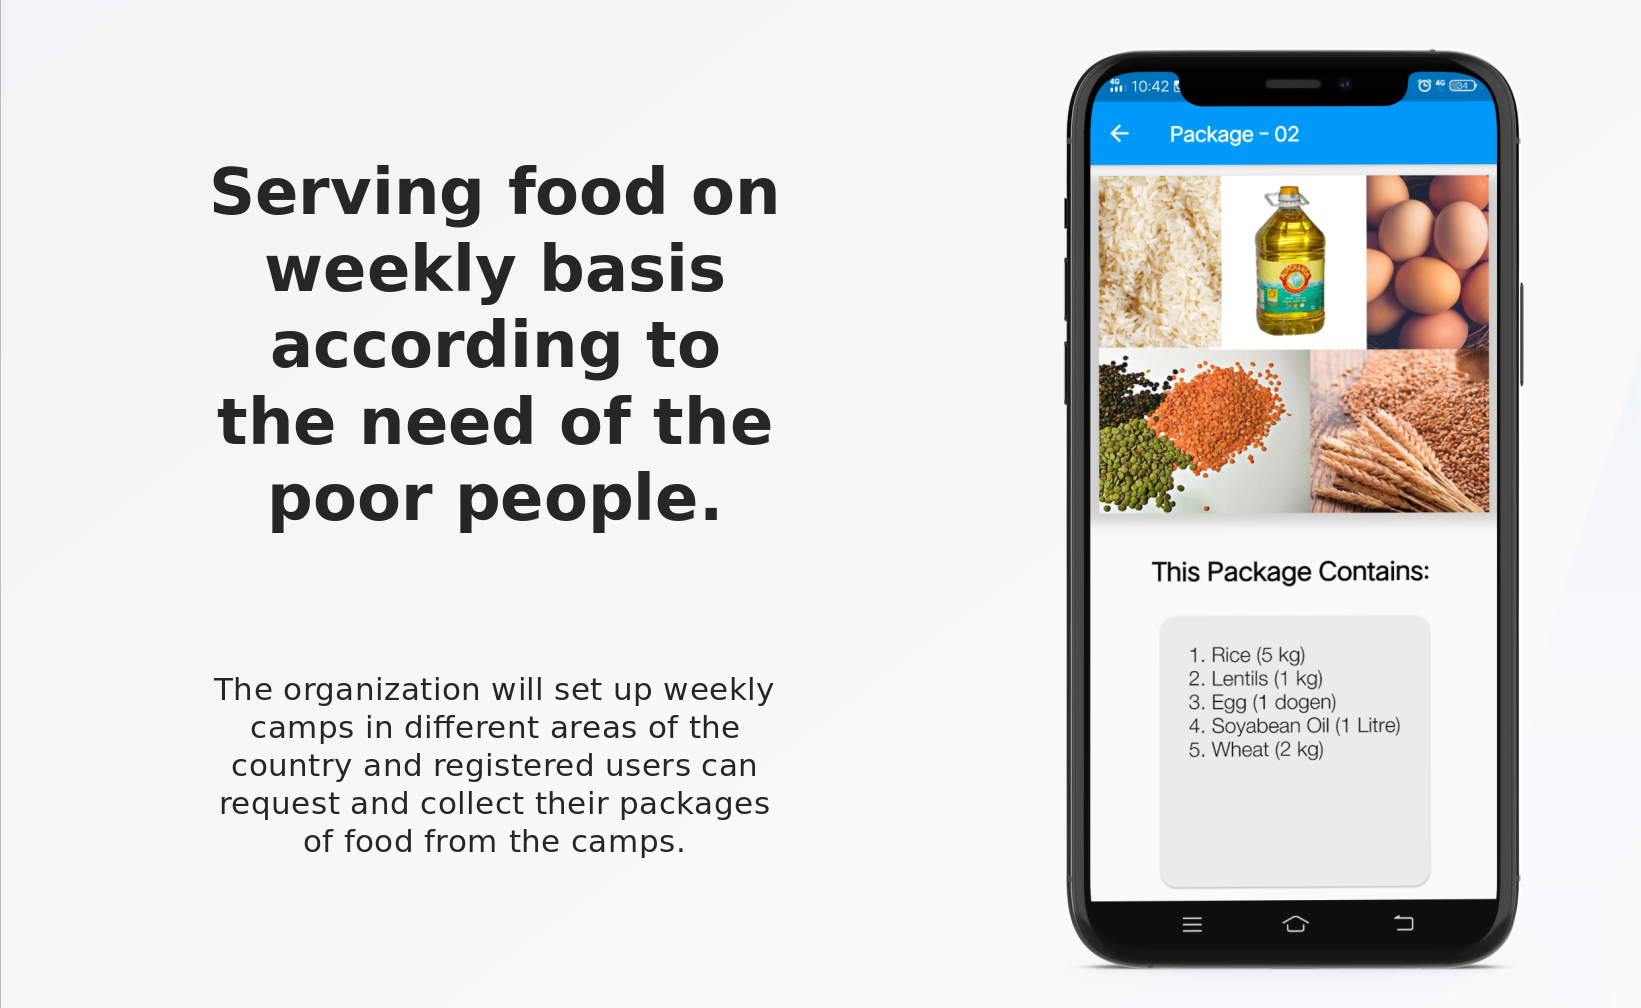 Serving food on
weekly basis
according to
the need of the
poor people.
The organization will set up weekly
camps in different areas of the
country and registered users can
request and collect their packages
of food from the camps.
4G 10:42 4G 34
Package - 02
This Package Contains:
1. Rice (5 kg)
2. Lentils (1 kg)
3. Egg (1 dogen)
4. Soyabean Oil (1 Litre)
5. Wheat (2 kg)